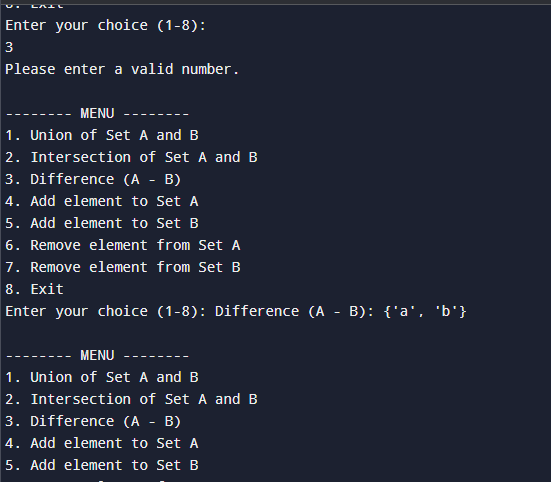 8. Exit
Enter your choice (1-8):
3
Please enter a valid number.
-------- MENU --------
1. Union of Set A and B
2. Intersection of Set A and B
3. Difference (A - B)
4. Add element to Set A
5. Add element to Set B
6. Remove element from Set A
7. Remove element from Set B
8. Exit
Enter your choice (1-8): Difference (A - B): {'a', 'b'}
-------- MENU --------
1. Union of Set A and B
2. Intersection of Set A and B
3. Difference (A - B)
4. Add element to Set A
5. Add element to Set B